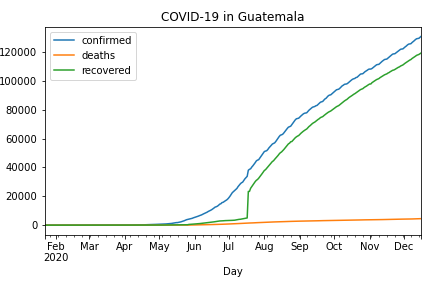 COVID-19 in Guatemala
confirmed
deaths
recovered
120000
100000
80000
60000
40000
20000
0
Feb Mar Apr May Jun Jul Aug Sep Oct Nov Dec
2020
Day